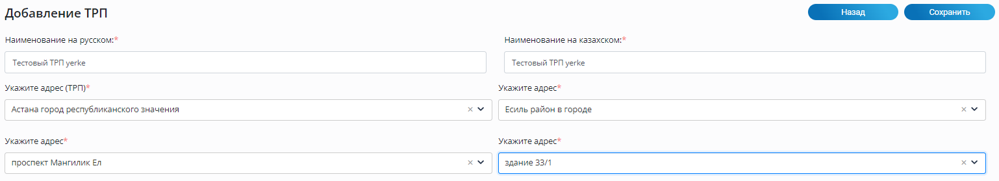 Добавление ТРП
Назад
Сохранить
Наименование на русском:*
Наименование на казахском:*
Тестовый ТРП yerke
Тестовый ТРП yerke
Укажите адрес (ТРП)*
Укажите адрес*
Астана город республиканского значения
Есиль район в городе
Укажите адрес*
Укажите адрес*
проспект Мангилик Ел
здание 33/1